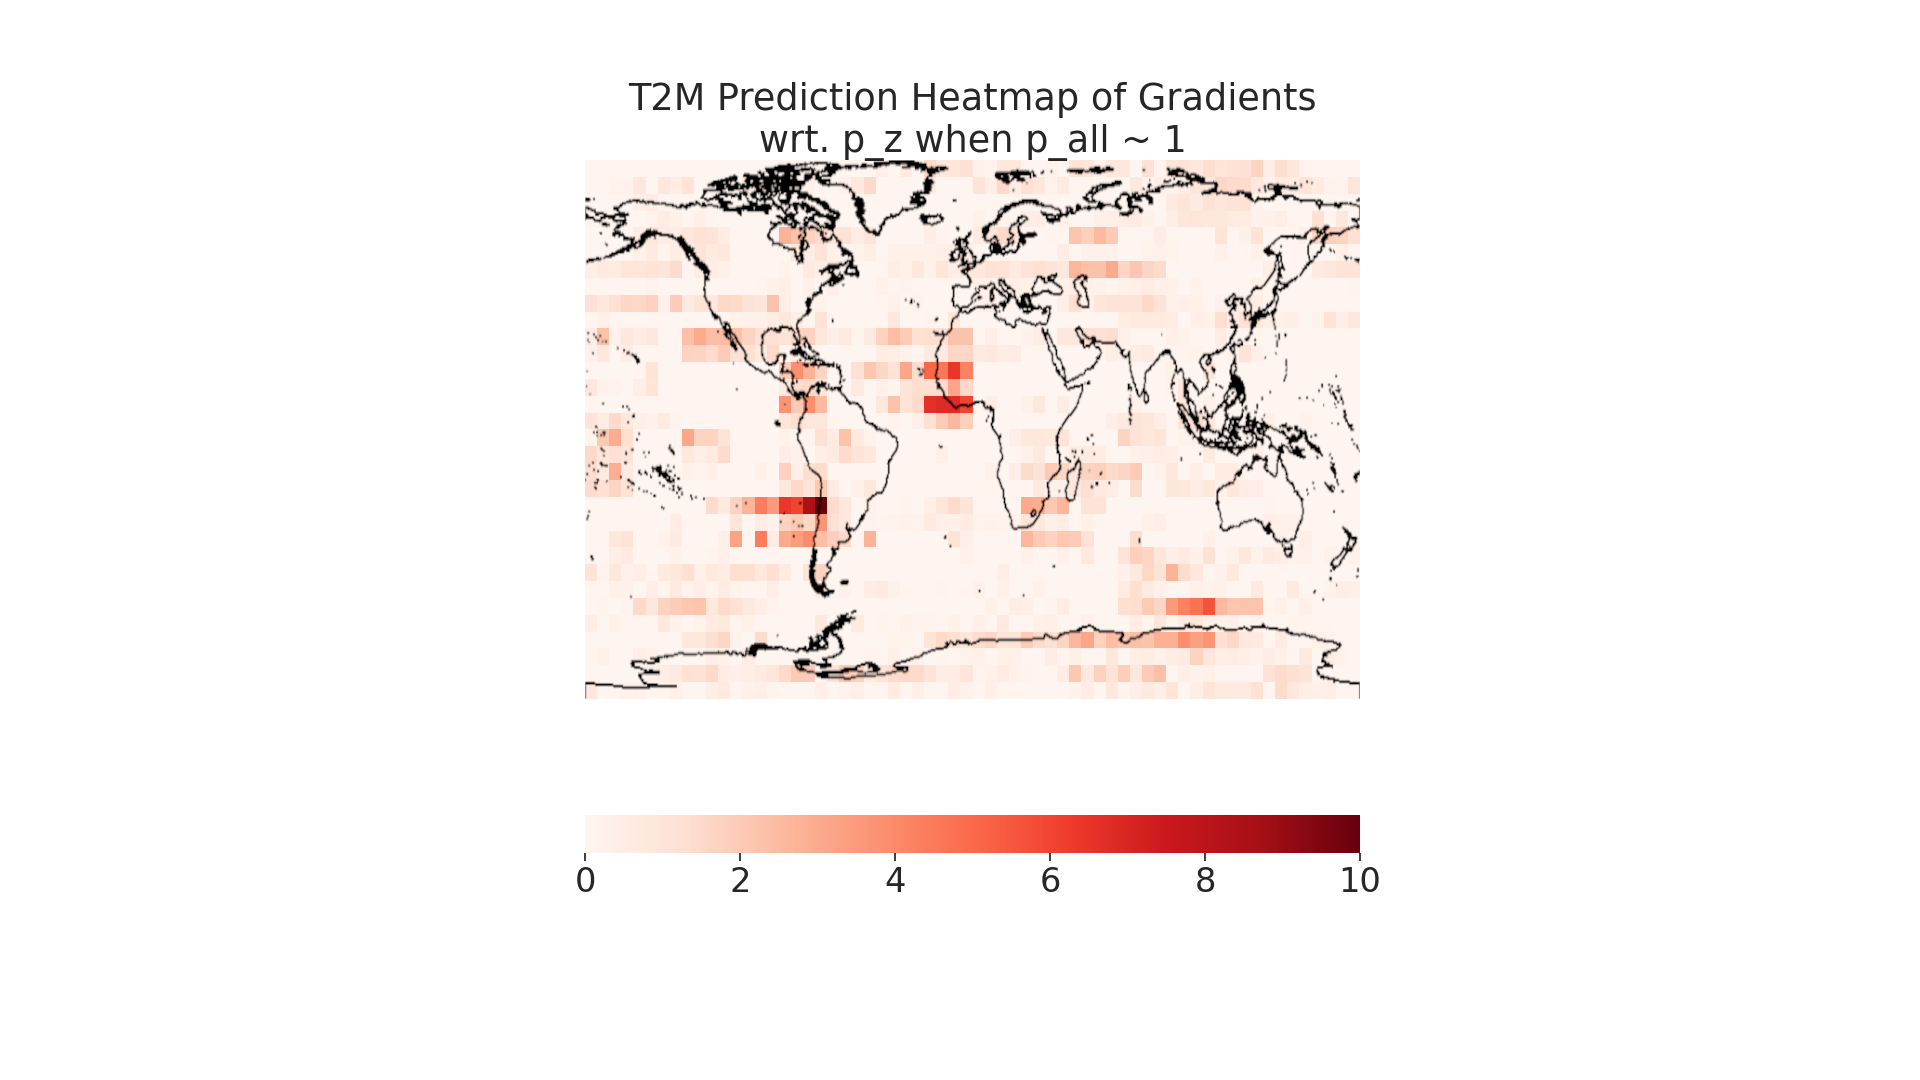 T2M Prediction Heatmap of Gradients
wrt. p_z when p_all ~ 1
0 2 4 6 8 10